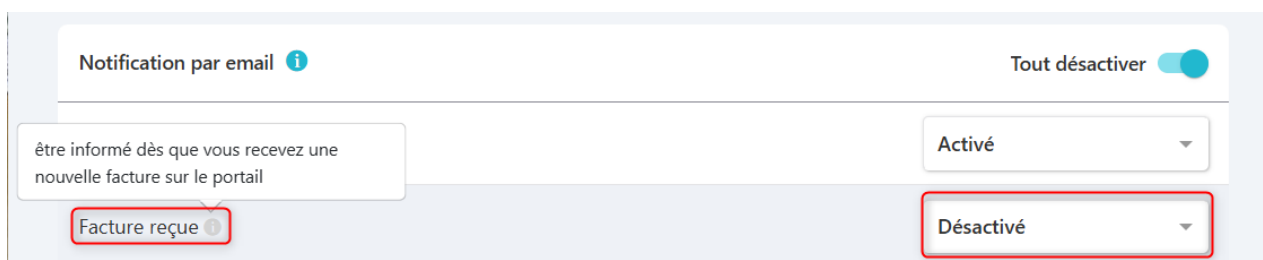 Notification par email
Tout désactiver
Activé
être informé dès que vous recevez une
nouvelle facture sur le portail
Facture reçue
Désactivé